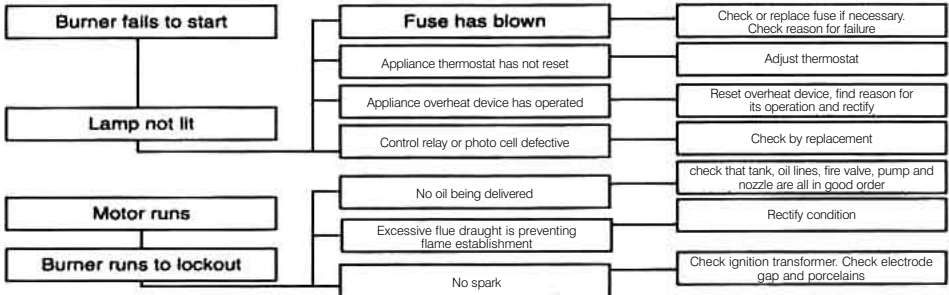 Burner fails to start
Lamp not lit
Fuse has blown
Check or replace fuse if necessary.
Check reason for failure
Appliance thermostat has not reset
Adjust thermostat
Appliance overheat device has operated
Reset overheat device, find reason for
its operation and rectify
Control relay or photo cell defective
Check by replacement
Motor runs
Burner runs to lockout
No oil being delivered
check that tank, oil lines, fire valve, pump and
nozzle are all in good order
Excessive flue draught is preventing
flame establishment
Rectify condition
No spark
Check ignition transformer. Check electrode
gap and porcelains